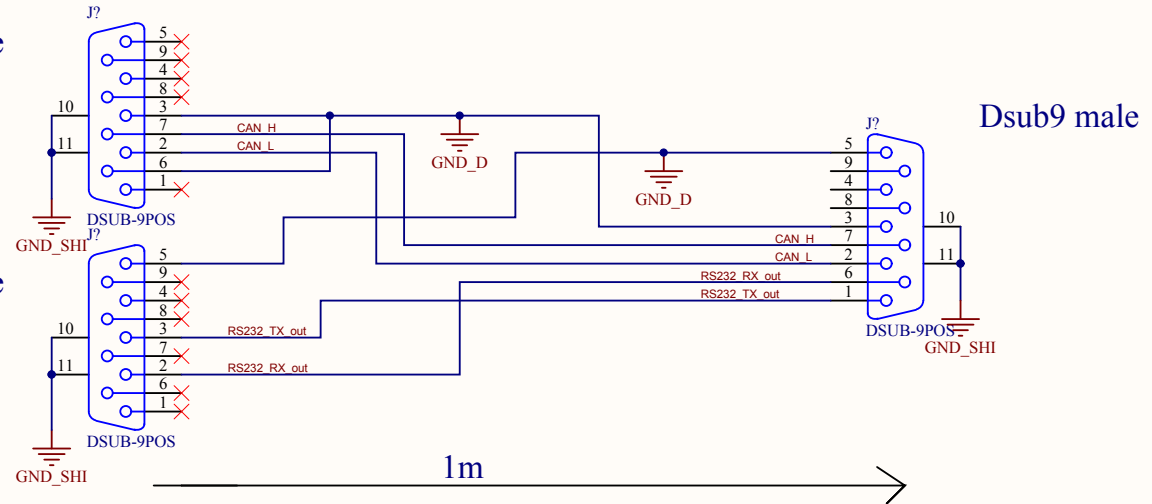 J?
5
9
4
8
3
7
2
6
1
10
11
CAN_H
CAN_L
GND_D
DSUB-9POS
GND_SHI
J?
5
9
4
8
3
7
2
6
1
10
11
RS232_TX_out
RS232_RX_out
DSUB-9POS
GND_SHI
GND_D
Dsub9 male
J?
5
9
4
8
3
7
2
6
1
CAN_H
CAN_L
RS232_RX_out
RS232_TX_out
10
11
DSUB-9POS
GND_SHI
1m